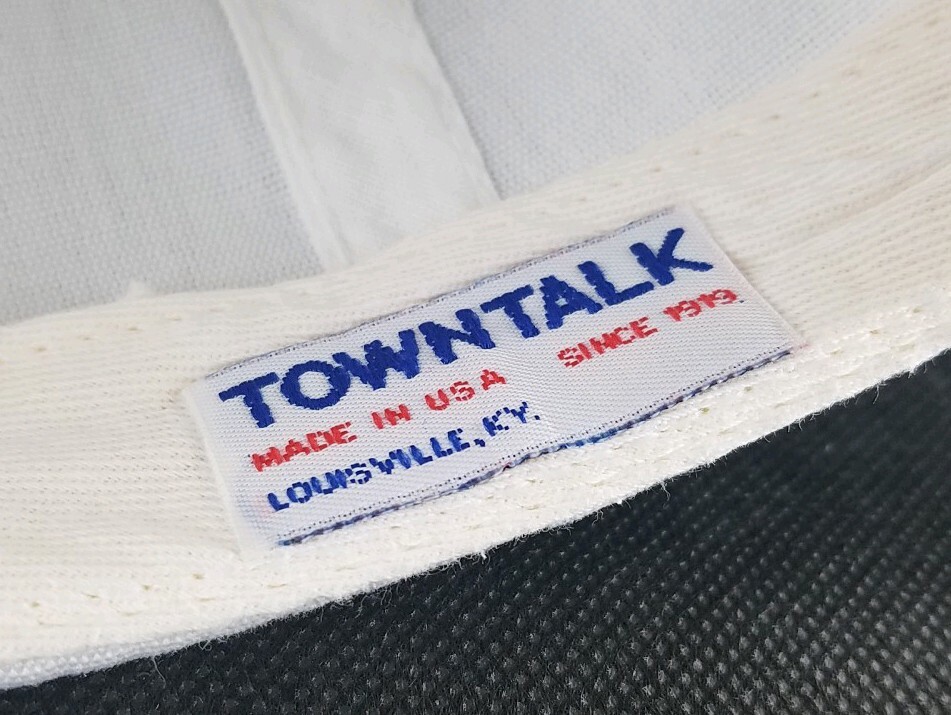 TOWNTALK
MADE IN USA SINCE 1919.
LOUISVILLE, KY.